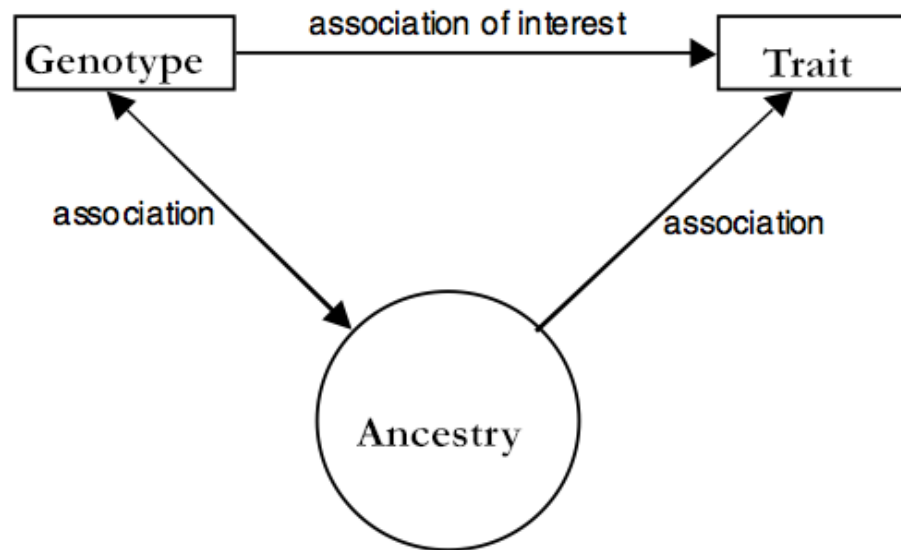 association of interest
Genotype
Trait
association
association
Ancestry